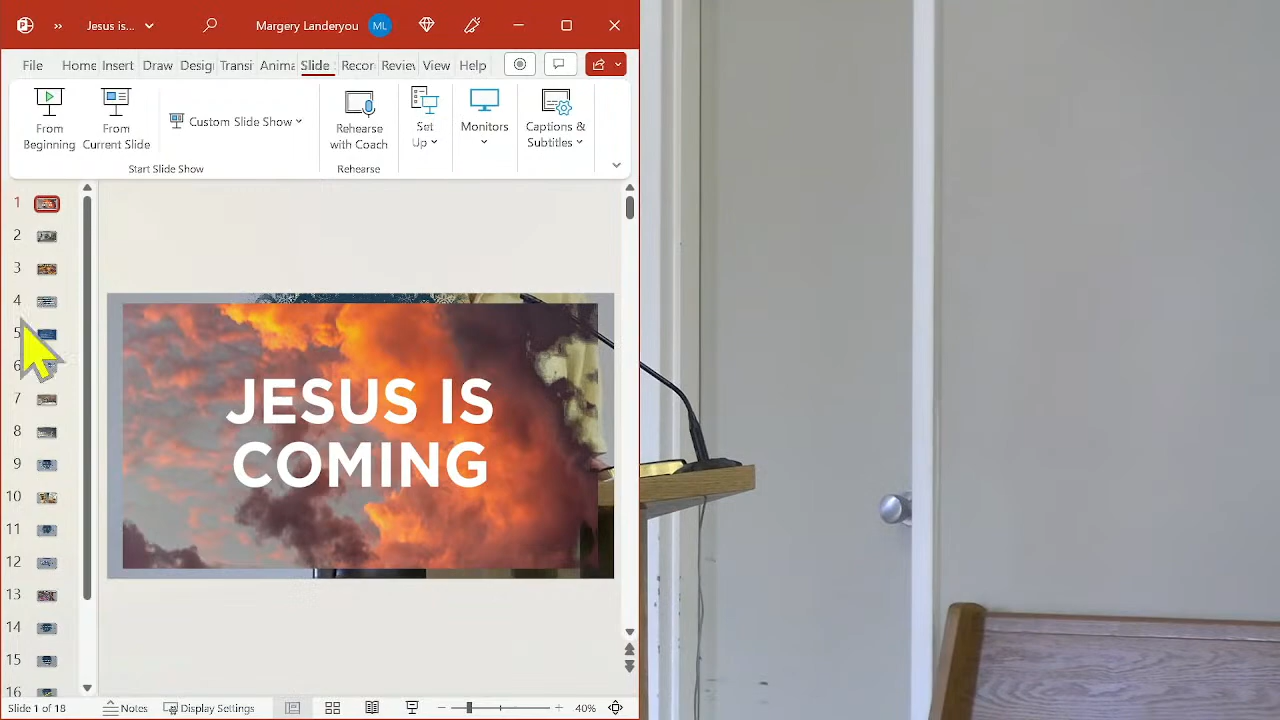 Jesus is...
Margery Landeryou
ML
File Home Insert Draw Desig Transi Anima Slide Recor Review View Help
From Beginning
From Current Slide
Custom Slide Show
Rehearse with Coach
Set Up
Monitors
Captions & Subtitles
Start Slide Show
Rehearse
1
2
3
4
5
6
7
8
9
10
11
12
13
14
15
16
JESUS IS
COMING
Slide 1 of 18
Notes
Display Settings
40%